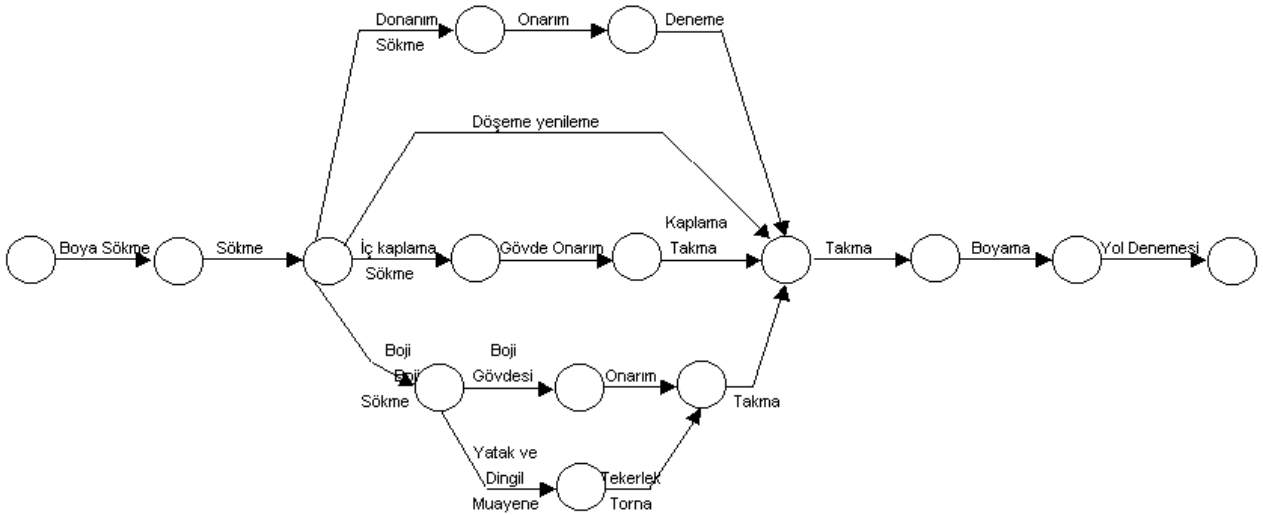 Donanım
Sökme
Onarım
Deneme
Döşeme yenileme
Boya Sökme
Sökme
İç kaplama
Sökme
Gövde Onarım
Kaplama
Takma
Takma
Boyama
Yol Denemesi
Boji
Boji
Sökme
Boji
Gövdesi
Onarım
Takma
Yatak ve
Dingil
Muayene
Tekerlek
Torna